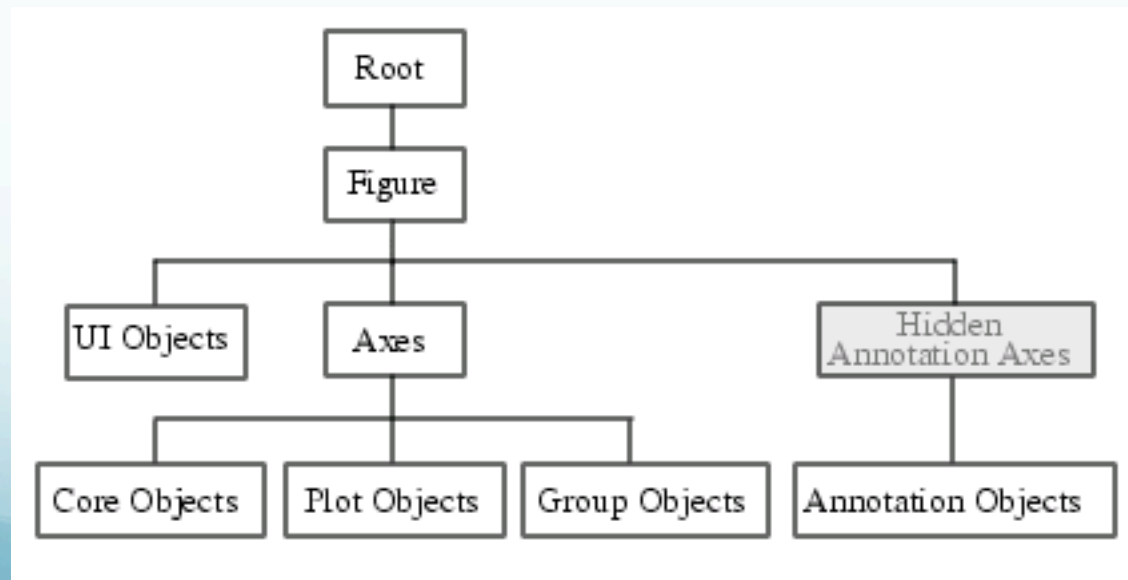 Root
Figure
UI Objects
Axes
Hidden
Annotation Axes
Core Objects
Plot Objects
Group Objects
Annotation Objects